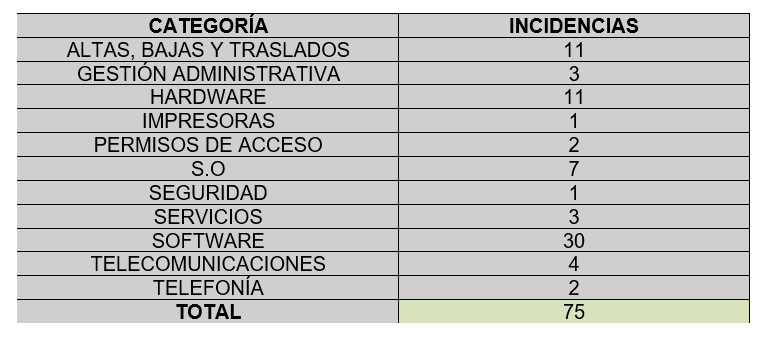 CATEGORÍA INCIDENCIAS
ALTAS, BAJAS Y TRASLADOS 11
GESTIÓN ADMINISTRATIVA 3
HARDWARE 11
IMPRESORAS 1
PERMISOS DE ACCESO 2
S.O 7
SEGURIDAD 1
SERVICIOS 3
SOFTWARE 30
TELECOMUNICACIONES 4
TELEFONÍA 2
TOTAL 75